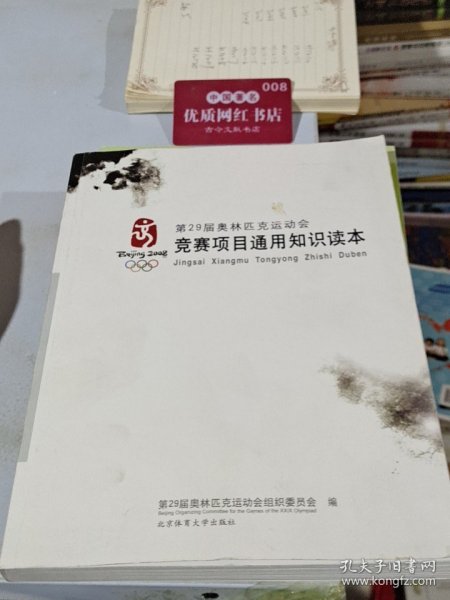 008
中国著名
优质网红书店
古今文献书店
第29届奥林匹克运动会
竞赛项目通用知识读本
Jingsai Xiangmu Tongyong Zhishi Duben
Beijing 2008
第29届奥林匹克运动会组织委员会 编
Beijing Organizing Committee for the Games of the XXIX Olympiad
北京体育大学出版社
孔夫子旧书网
www.kongfz.com